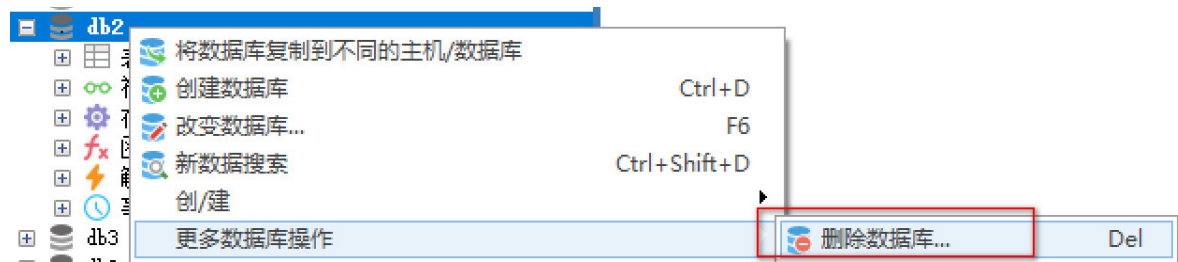 db2
将数据库复制到不同的主机/数据库
创建数据库 Ctrl+D
改变数据库... F6
新数据搜索 Ctrl+Shift+D
创/建
db3 更多数据库操作 删除数据库... Del